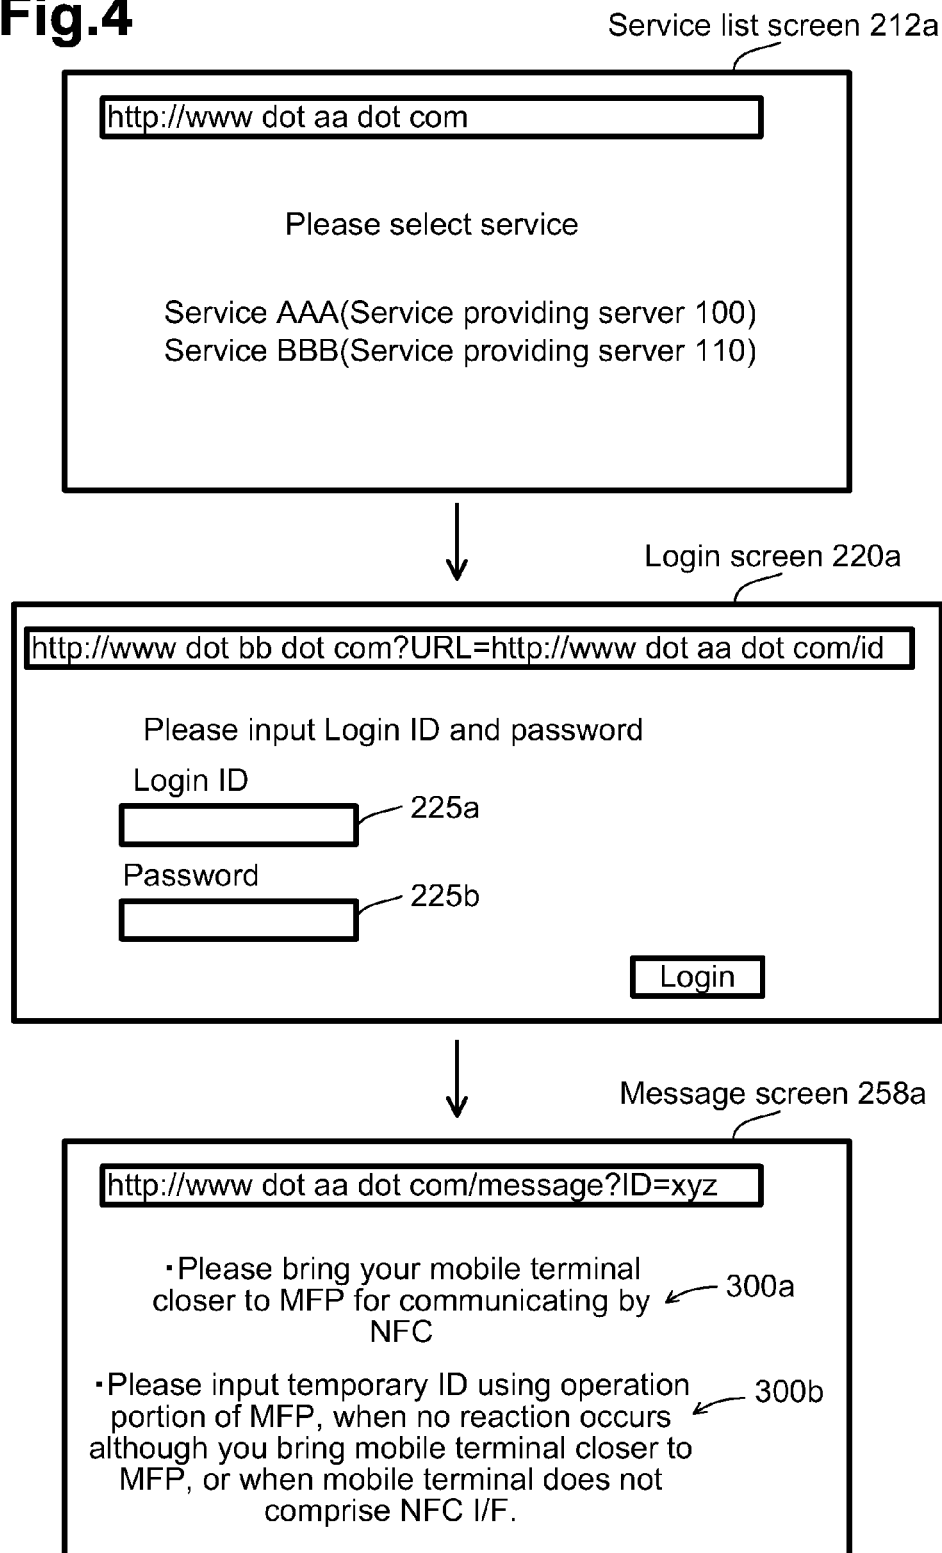 Fig.4
Service list screen 212a
http://www dot aa dot com
Please select service
Service AAA(Service providing server 100)
Service BBB(Service providing server 110)
Login screen 220a
http://www dot bb dot com?URL=http://www dot aa dot com/id
Please input Login ID and password
Login ID
225a
Password
225b
Login
Message screen 258a
http://www dot aa dot com/message?ID=xyz
・Please bring your mobile terminal
closer to MFP for communicating by
NFC
300a
・Please input temporary ID using operation
portion of MFP, when no reaction occurs
although you bring mobile terminal closer to
MFP, or when mobile terminal does not
comprise NFC I/F.
300b